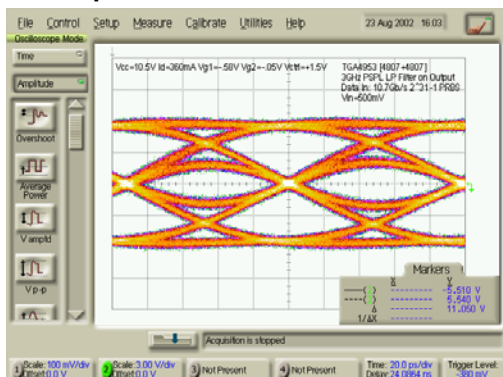 File Control Setup Measure Calibrate Utilities Help 23 Aug 2002 16:03
Oscilloscope Mode
Time
Amplitude
Overshoot
Average
Power
V amptd
V p-p
Vcc=10.5V Id=360mA Vg1=-.58V Vg2=-.05V Vctrl=+1.5V
TGA4953 [4807+4807]
3GHz PSPL LP Filter on Output
Data In: 10.7Gb/s 2^31-1 PRBS
Vin=500mV
Markers
X Y
-5.510 V
5.540 V
Δ 11.050 V
1/ΔX
Acquisition is stopped
1 Scale: 100 mV/div
Offset: 0.0 V
2 Scale: 3.00 V/div
Offset: 0.0 V
3 Not Present
4 Not Present
Time: 20.0 ps/div
Delay: 24.0864 ns
Trigger Level:
-380 mV